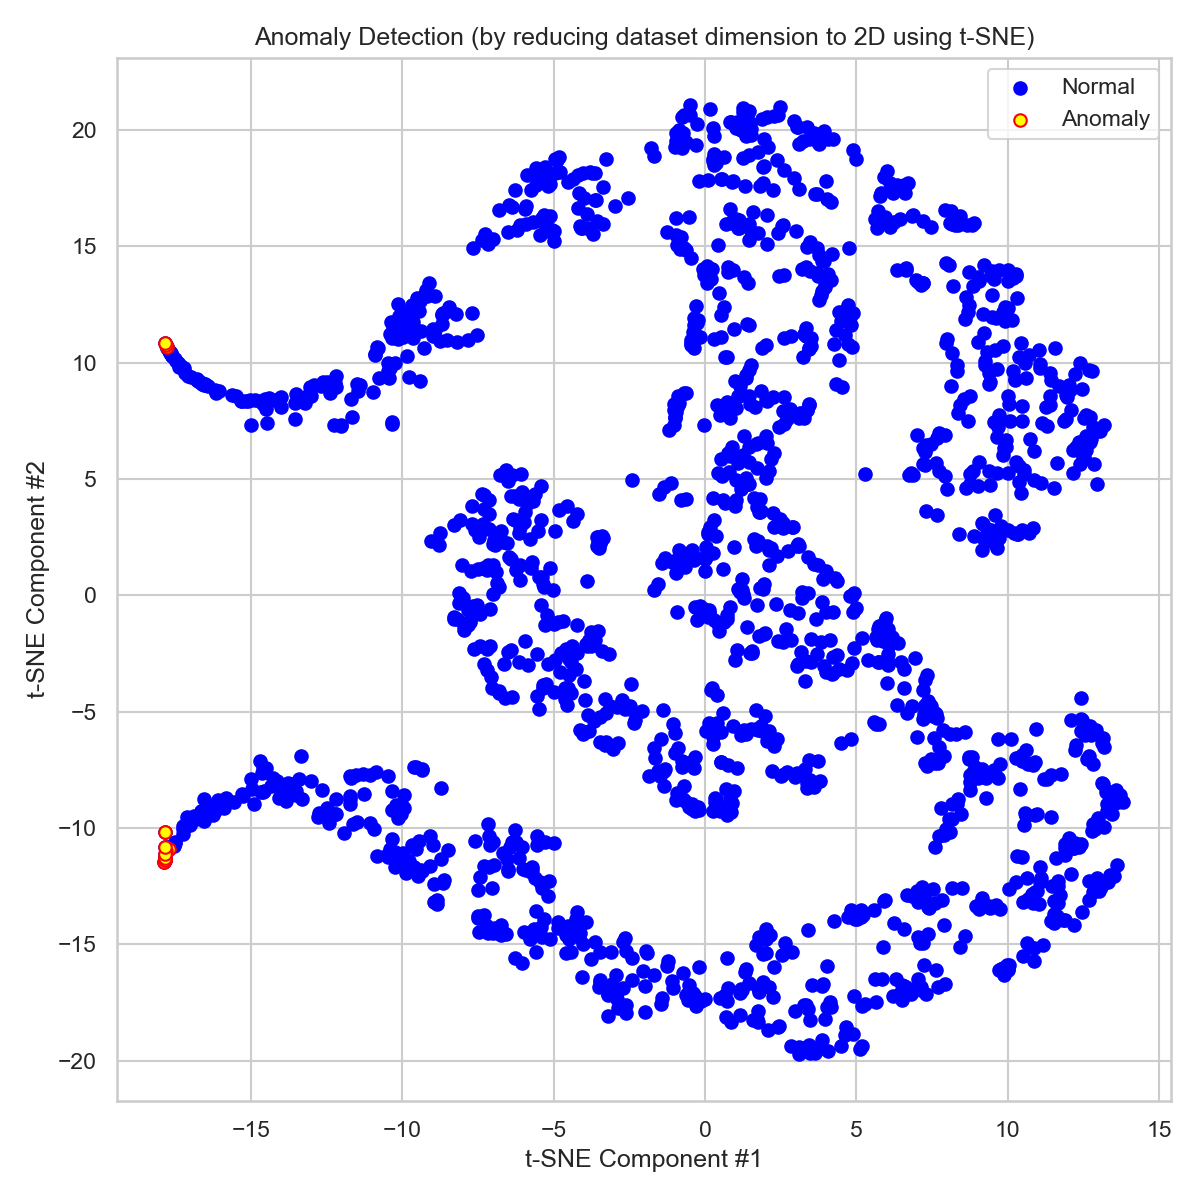 Anomaly Detection (by reducing dataset dimension to 2D using t-SNE)
Normal
Anomaly
20
15
10
5
0
−5
−10
−15
−20
t-SNE Component #2
−15 −10 −5 0 5 10 15
t-SNE Component #1